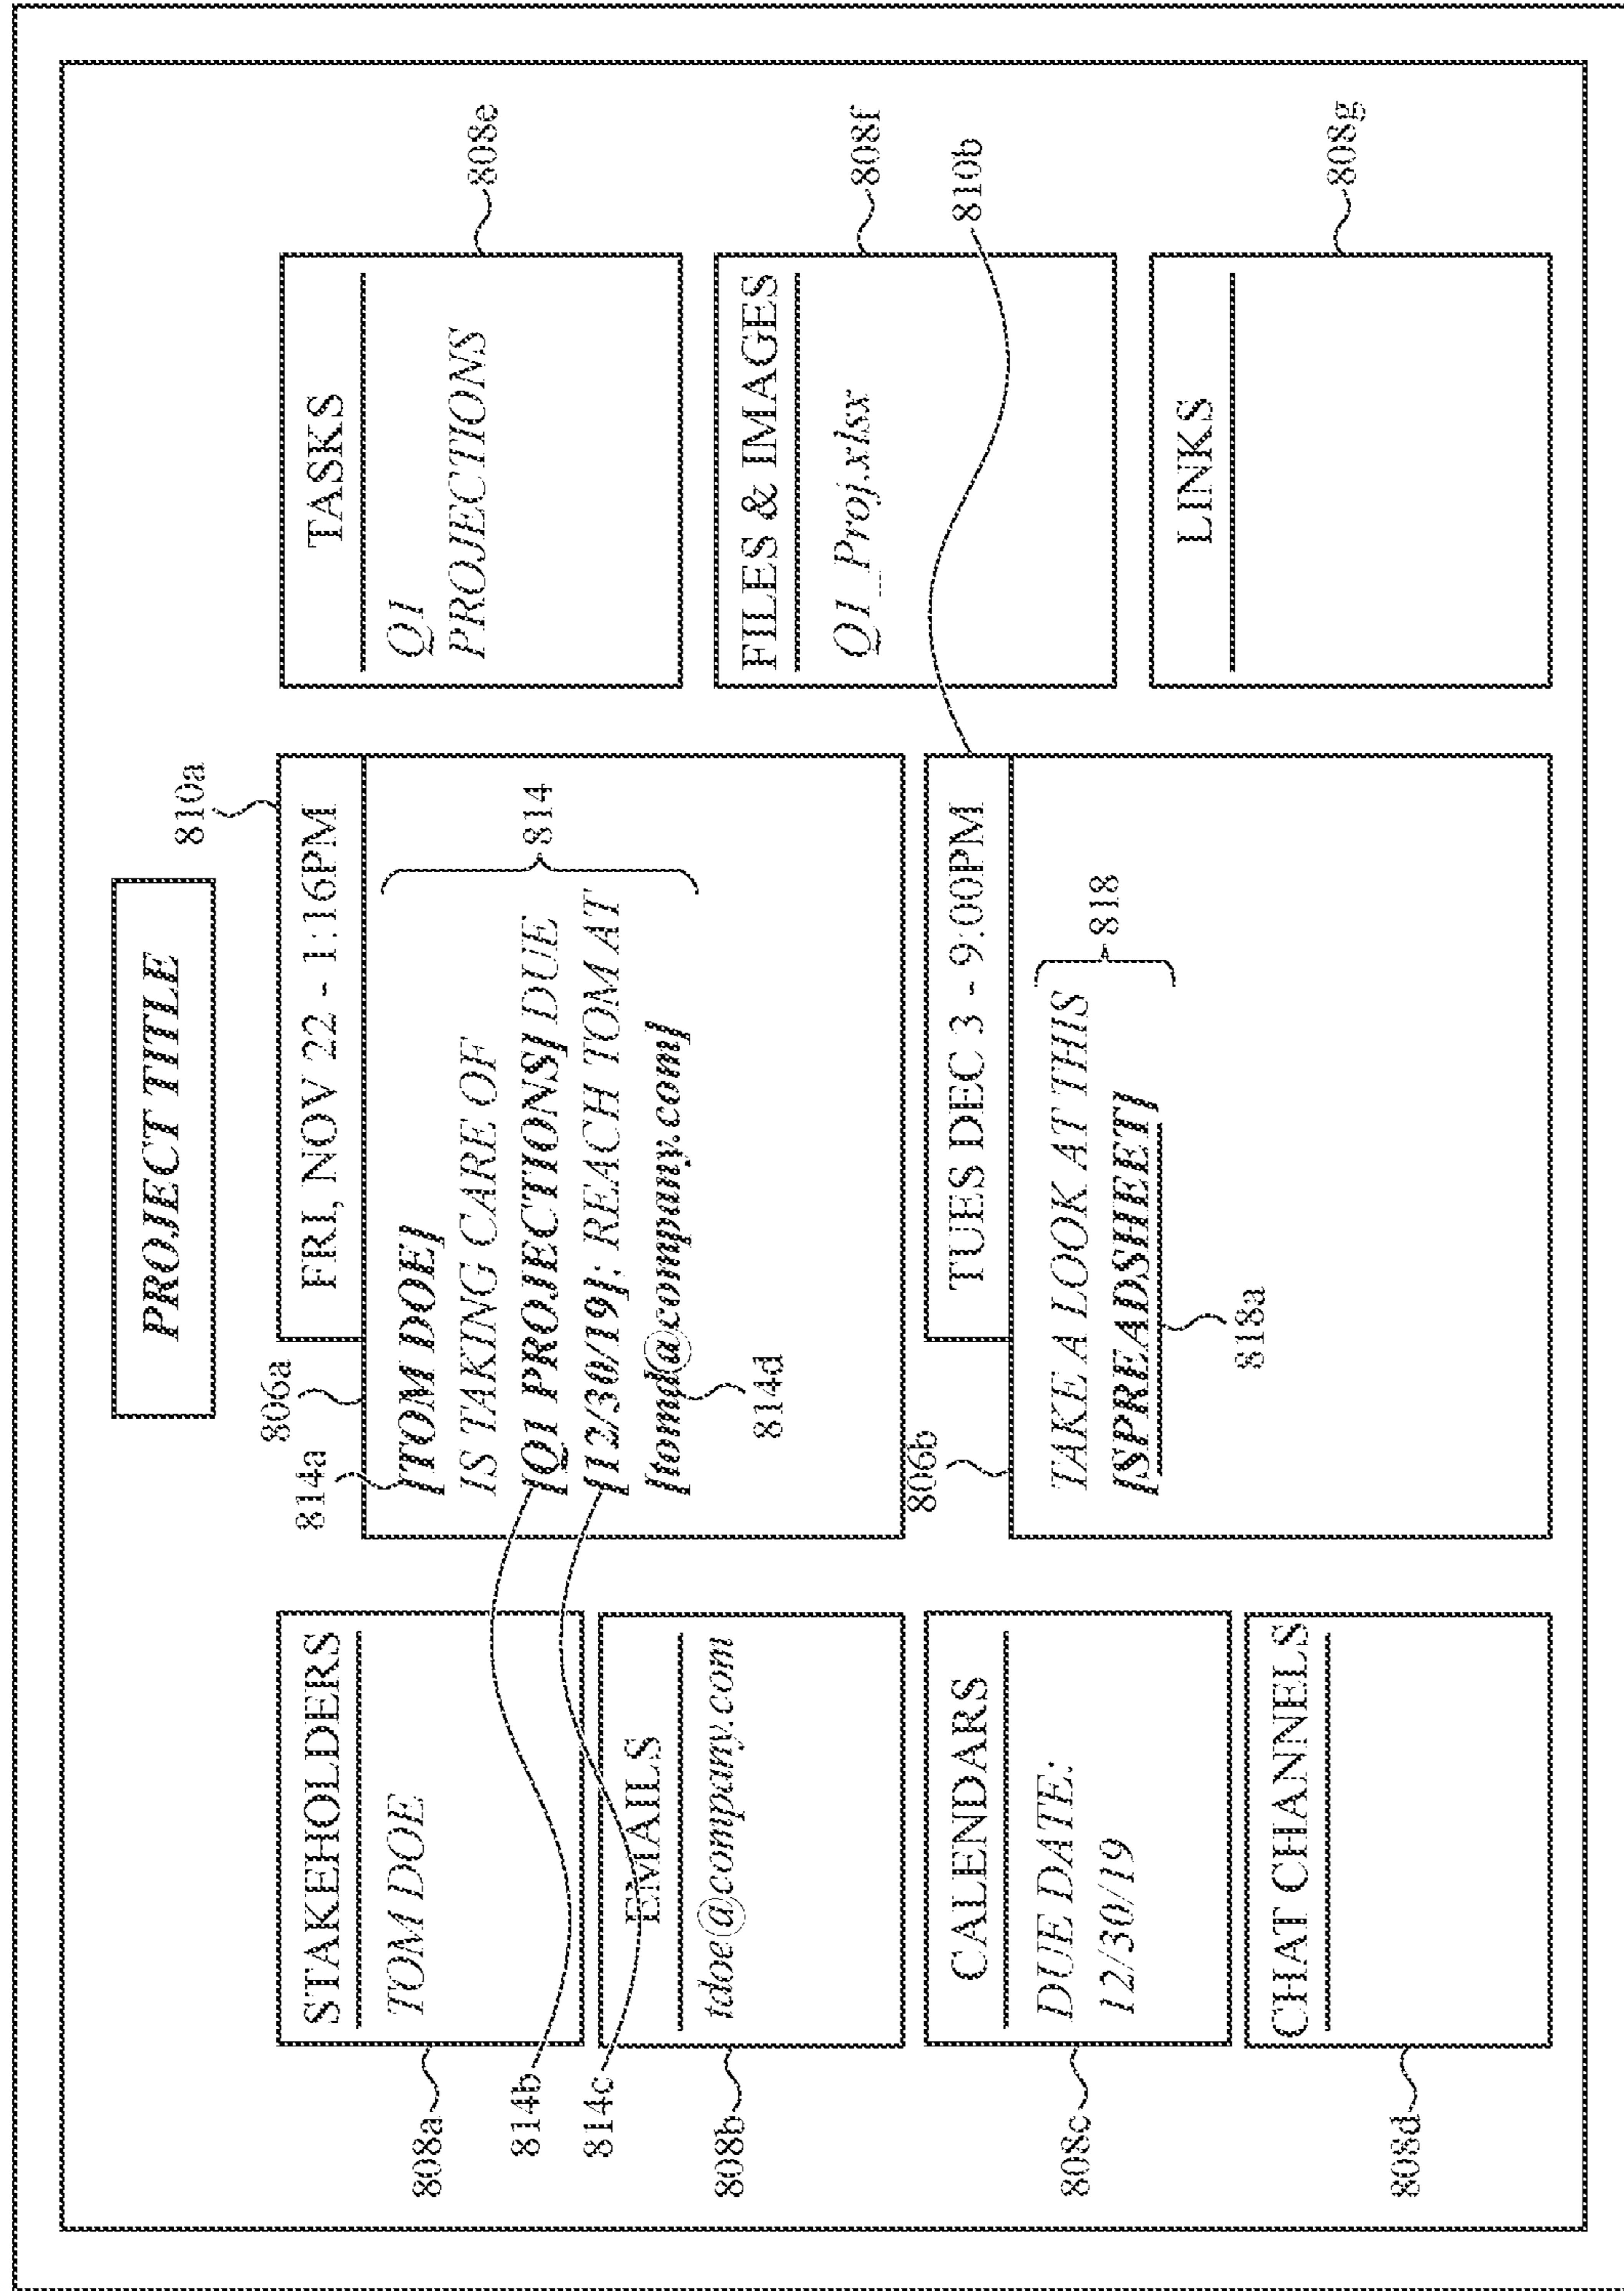 PROJECT TITLE
810a
806a
814a
808a
STAKEHOLDERS
TOM DOE
814b
814c
808b
EMAILS
tdoe@company.com
808c
CALENDARS
DUE DATE:
12/30/19
808d
CHAT CHANNELS
FRI, NOV 22 - 1:16PM
[TOM DOE]
IS TAKING CARE OF
[Q1 PROJECTIONS] DUE
[12/30/19]; REACH TOM AT
[tomd@company.com]
814
814d
806b
TUES DEC 3 - 9:00PM
TAKE A LOOK AT THIS
[SPREADSHEET]
818
818a
TASKS
Q1
PROJECTIONS
808e
FILES & IMAGES
Q1_Proj.xlsx
808f
810b
LINKS
808g